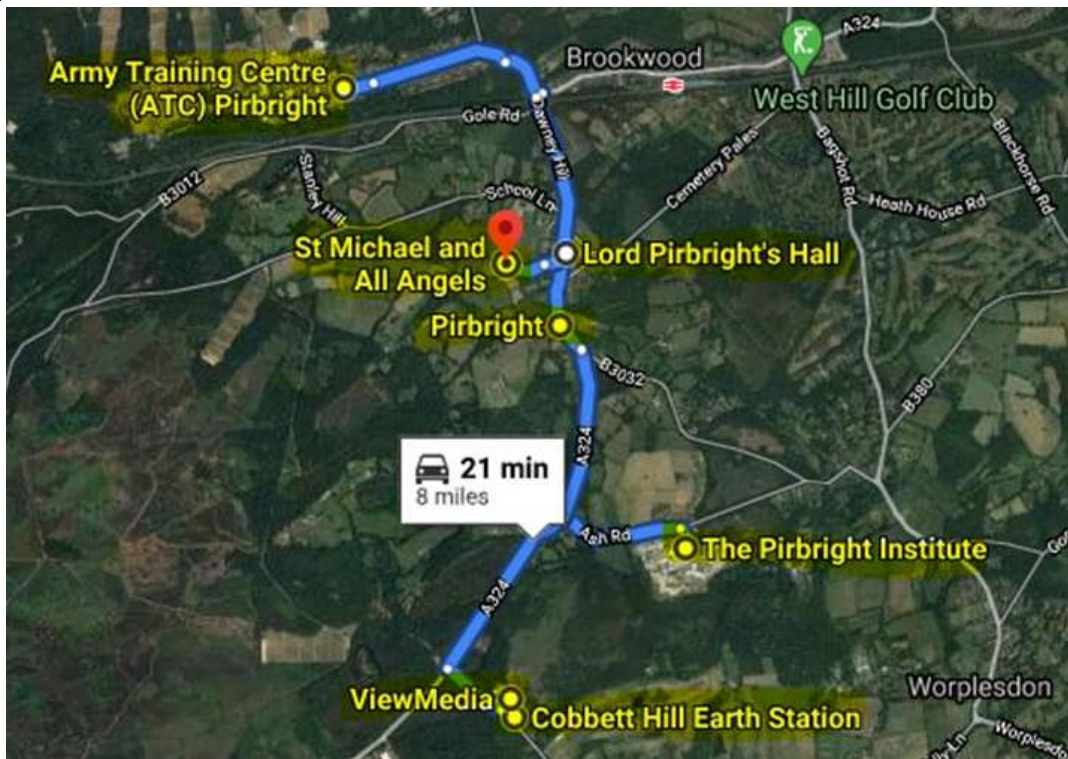 A324
Brookwood
Army Training Centre
(ATC) Pirbright
West Hill Golf Club
Gole Rd
Dawney Hill
Cemetery Pales
Bagshot Rd
Blackhorse Rd
B3012
Stanley Hill
School Ln
Heath House Rd
St Michael and
All Angels
Lord Pirbright's Hall
Pirbright
B3032
B380
A324
21 min
8 miles
Ash Rd
The Pirbright Institute
A324
ViewMedia
Cobbett Hill Earth Station
Worplesdon